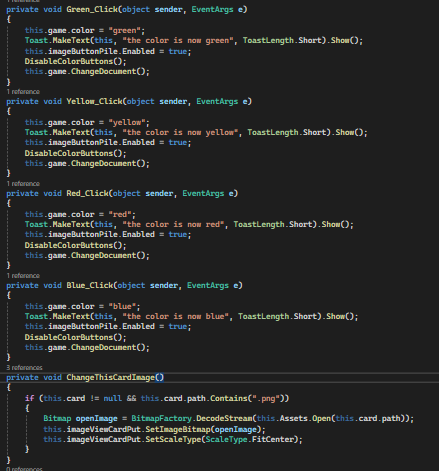 1 reference
private void Green_Click(object sender, EventArgs e)
{
this.game.color = "green";
Toast.MakeText(this, "the color is now green", ToastLength.Short).Show();
this.imageButtonPile.Enabled = true;
DisableColorButtons();
this.game.ChangeDocument();
}
1 reference
private void Yellow_Click(object sender, EventArgs e)
{
this.game.color = "yellow";
Toast.MakeText(this, "the color is now yellow", ToastLength.Short).Show();
this.imageButtonPile.Enabled = true;
DisableColorButtons();
this.game.ChangeDocument();
}
1 reference
private void Red_Click(object sender, EventArgs e)
{
this.game.color = "red";
Toast.MakeText(this, "the color is now red", ToastLength.Short).Show();
this.imageButtonPile.Enabled = true;
DisableColorButtons();
this.game.ChangeDocument();
}
1 reference
private void Blue_Click(object sender, EventArgs e)
{
this.game.color = "blue";
Toast.MakeText(this, "the color is now blue", ToastLength.Short).Show();
this.imageButtonPile.Enabled = true;
DisableColorButtons();
this.game.ChangeDocument();
}
3 references
private void ChangeThisCardImage()
{
if (this.card != null && this.card.path.Contains(".png"))
{
Bitmap openImage = BitmapFactory.DecodeStream(this.Assets.Open(this.card.path));
this.imageViewCardPut.SetImageBitmap(openImage);
this.imageViewCardPut.SetScaleType(ScaleType.FitCenter);
}
}
0 references